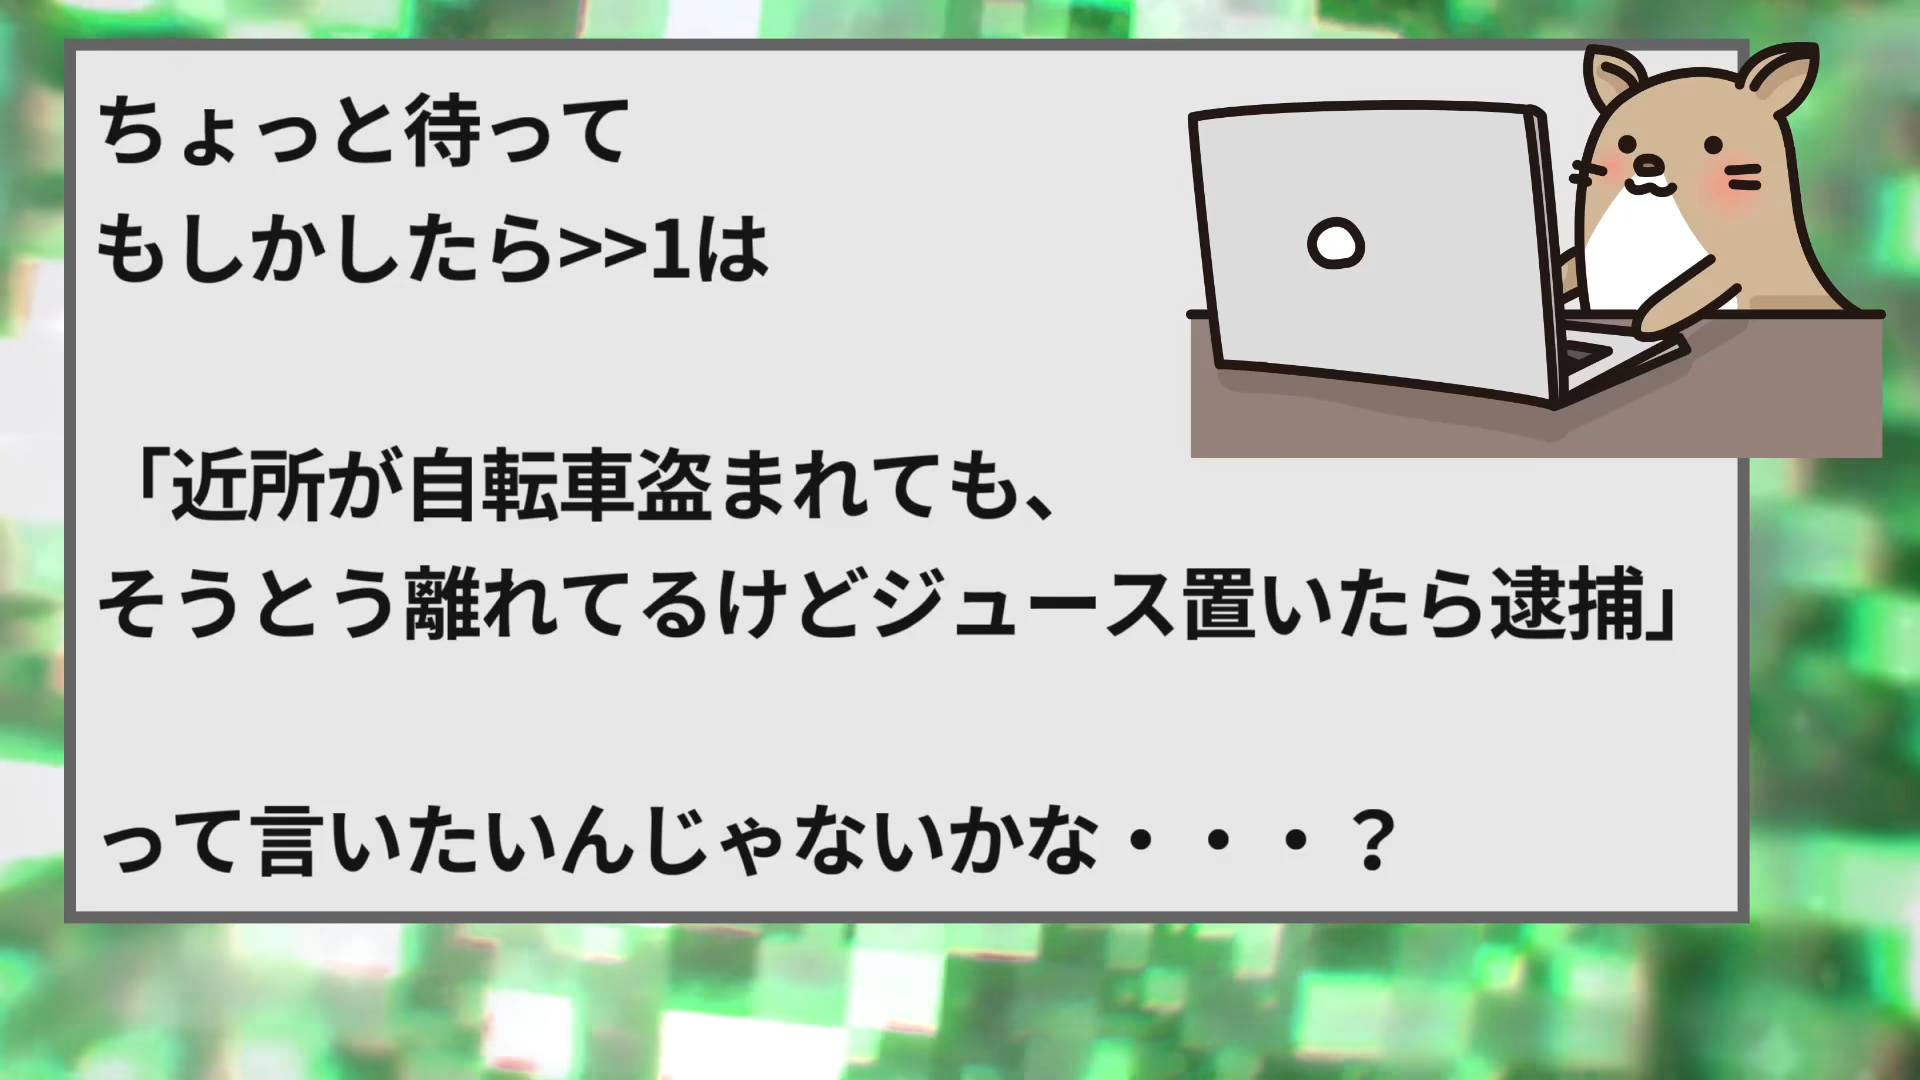 ちょっと待って
もしかしたら>>1は
「近所が自転車盗まれても、
そうとう離れてるけどジュース置いたら逮捕」
って言いたいんじゃないかな・・・？